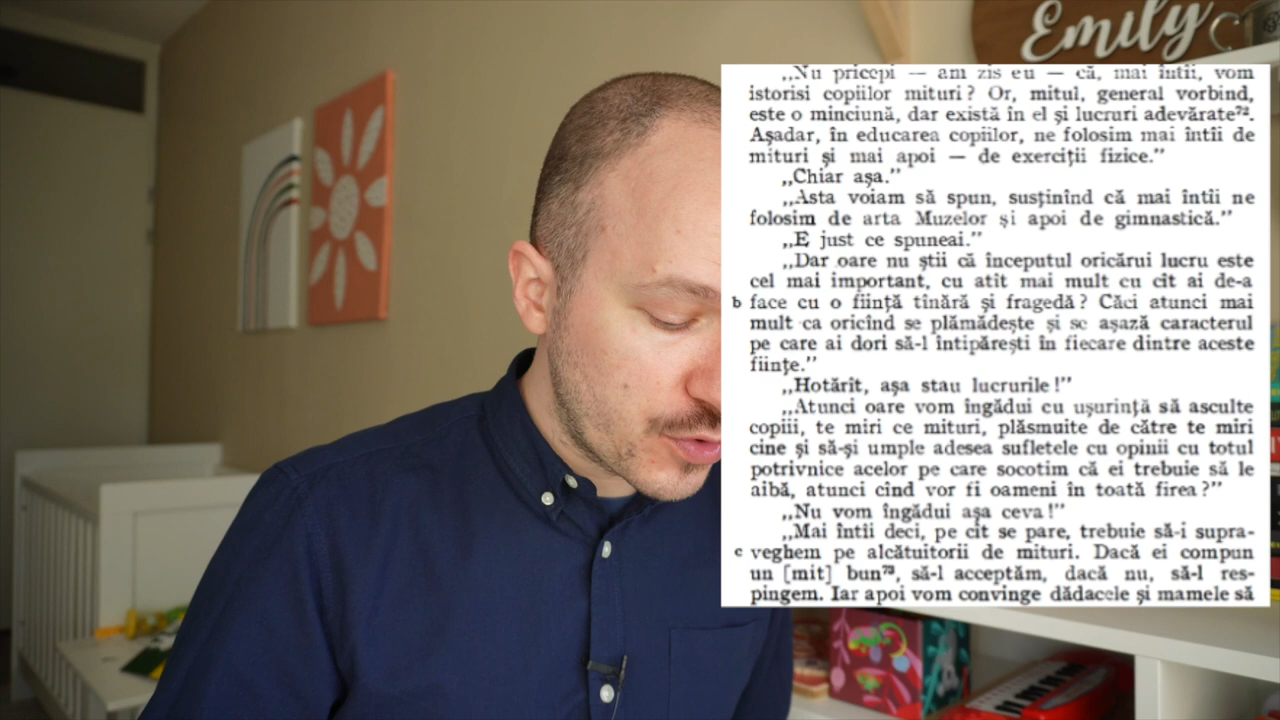 Emily
„Nu pricepi — am zis eu — că, mai întîi, vom
istorisi copiilor mituri? Or, mitul, general vorbind,
este o minciună, dar există în el și lucruri adevărate⁷².
Așadar, în educarea copiilor, ne folosim mai întîi de
mituri și mai apoi — de exerciții fizice.”
„Chiar așa.”
„Asta voiam să spun, susținînd că mai întîi ne
folosim de arta Muzelor și apoi de gimnastică.”
„E just ce spuneai.”
„Dar oare nu știi că începutul oricărui lucru este
cel mai important, cu atît mai mult cu cît ai de-a
b face cu o ființă tînără și fragedă? Căci atunci mai
mult ca oricînd se plămădește și se așază caracterul
pe care ai dori să-l întipărești în fiecare dintre aceste
ființe.”
„Hotărît, așa stau lucrurile!”
„Atunci oare vom îngădui cu ușurință să asculte
copiii, te miri ce mituri, plăsmuite de către te miri
cine și să-și umple adesea sufletele cu opinii cu totul
potrivnice acelor pe care socotim că ei trebuie să le
aibă, atunci cînd vor fi oameni în toată firea?”
„Nu vom îngădui așa ceva!”
„Mai întîi deci, pe cît se pare, trebuie să-i supra-
c veghem pe alcătuitorii de mituri. Dacă ei compun
un [mit] bun⁷³, să-l acceptăm, dacă nu, să-l res-
pingem. Iar apoi vom convinge dădacele și mamele să